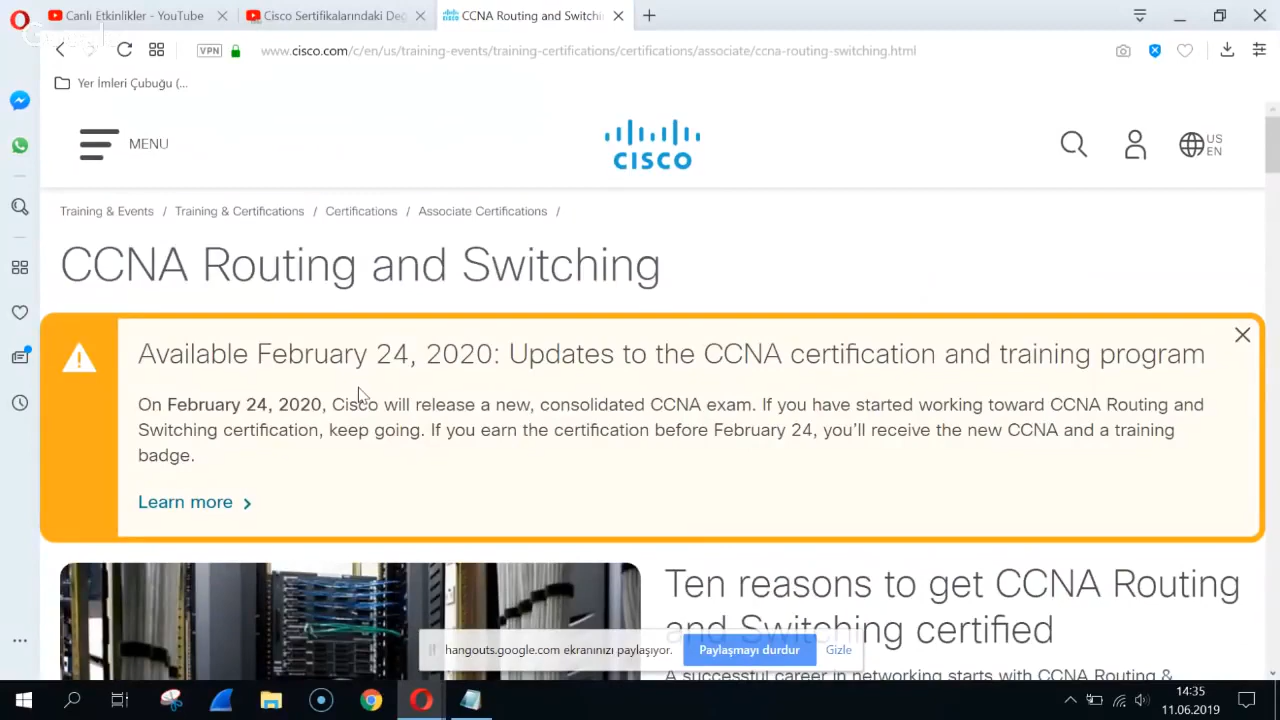 Canlı Etkinlikler - YouTube
Cisco Sertifikalarındaki Değ
CCNA Routing and Switchi
VPN
www.cisco.com/c/en/us/training-events/training-certifications/certifications/associate/ccna-routing-switching.html
Yer İmleri Çubuğu (...
MENU
CISCO
US
EN
Training & Events / Training & Certifications / Certifications / Associate Certifications /
CCNA Routing and Switching
Available February 24, 2020: Updates to the CCNA certification and training program
On February 24, 2020, Cisco will release a new, consolidated CCNA exam. If you have started working toward CCNA Routing and
Switching certification, keep going. If you earn the certification before February 24, you'll receive the new CCNA and a training
badge.
Learn more
Ten reasons to get CCNA Routing
and Switching certified
A successful career in networking starts with CCNA Routing &
hangouts.google.com ekranınızı paylaşıyor.
Paylaşmayı durdur
Gizle
14:35
11.06.2019